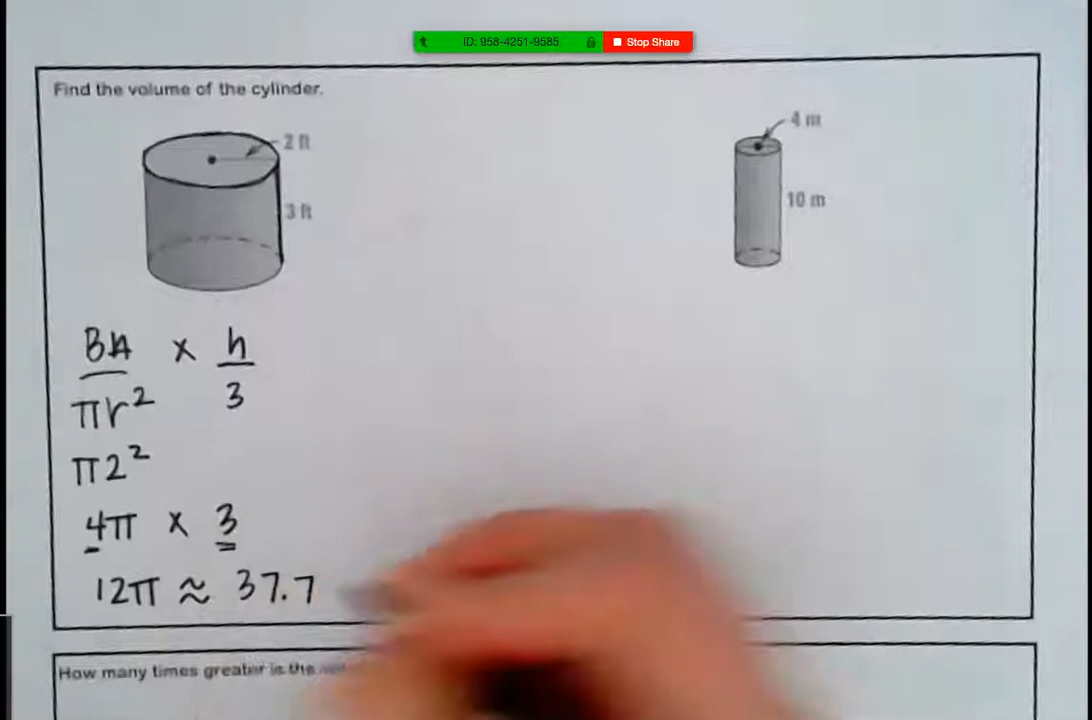 ID: 958-4251-9585 Stop Share
Find the volume of the cylinder.
2 ft
3 ft
4 m
10 m
BA × h
πr² 3
π2²
4π × 3
12π ≈ 37.7
How many times greater is the